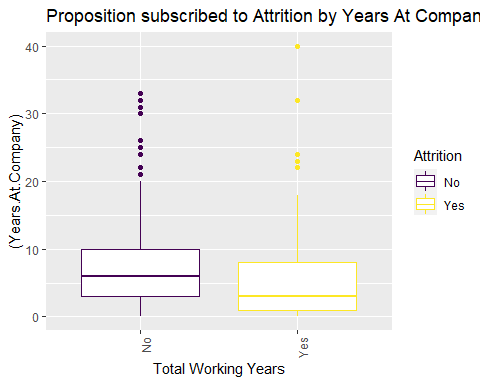 Proposition subscribed to Attrition by Years At Compan
40
30
20
10
0
(Years.At.Company)
No
Yes
Total Working Years
Attrition
No
Yes